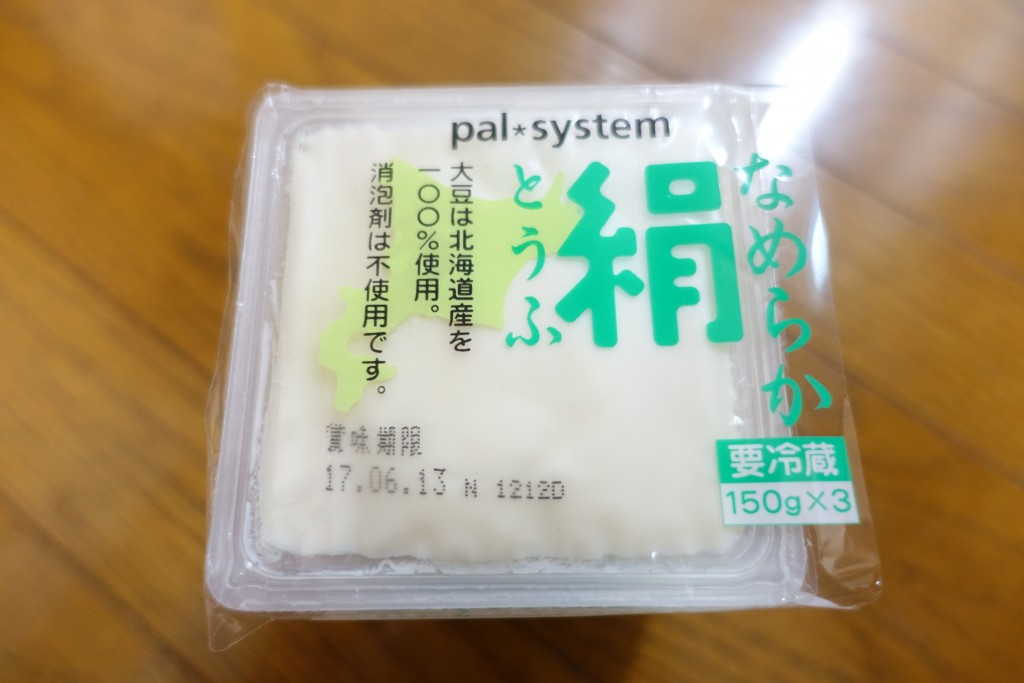 pal*system
なめらか
絹
とうふ
大豆は北海道産を
一〇〇%使用。
消泡剤は不使用です。
賞味期限
17.06.13 N 1212D
要冷蔵
150g×3